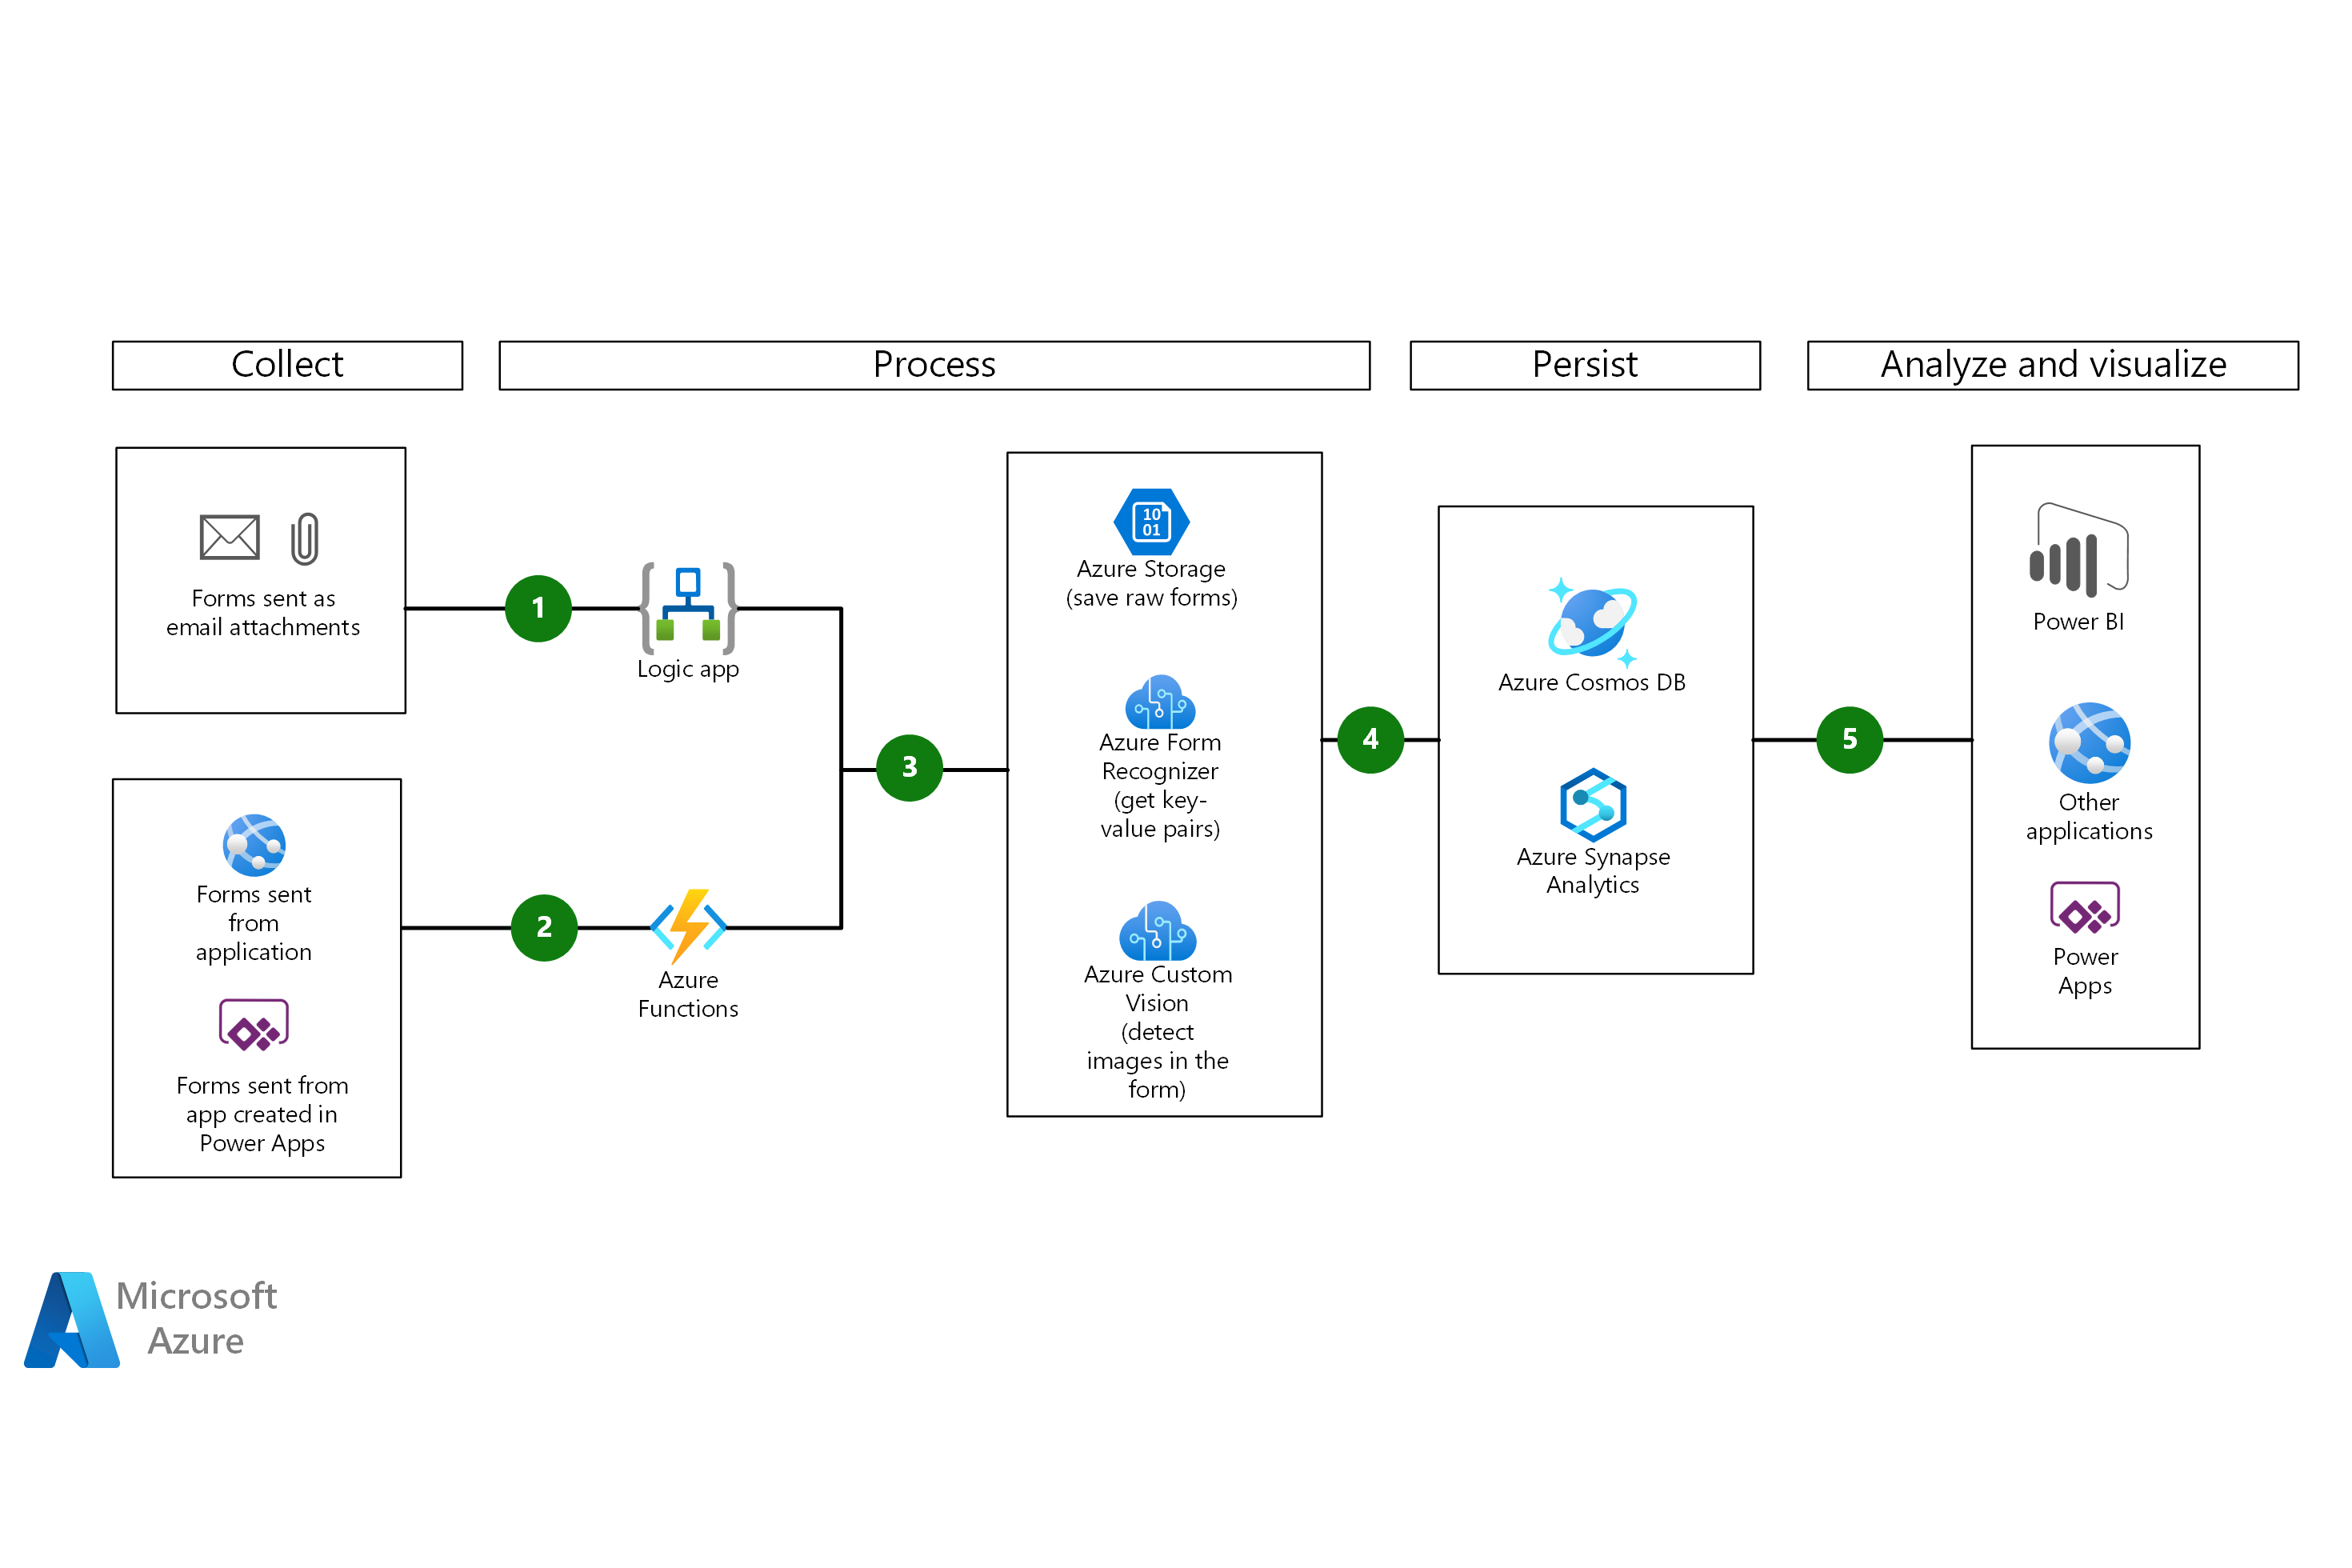 Collect
Process
Persist
Analyze and visualize
Forms sent as
email attachments
1
Logic app
Forms sent
from
application
Forms sent from
app created in
Power Apps
2
Azure
Functions
3
10
01
Azure Storage
(save raw forms)
Azure Form
Recognizer
(get key-
value pairs)
Azure Custom
Vision
(detect
images in the
form)
4
Azure Cosmos DB
Azure Synapse
Analytics
5
Power BI
Other
applications
Power
Apps
Microsoft
Azure